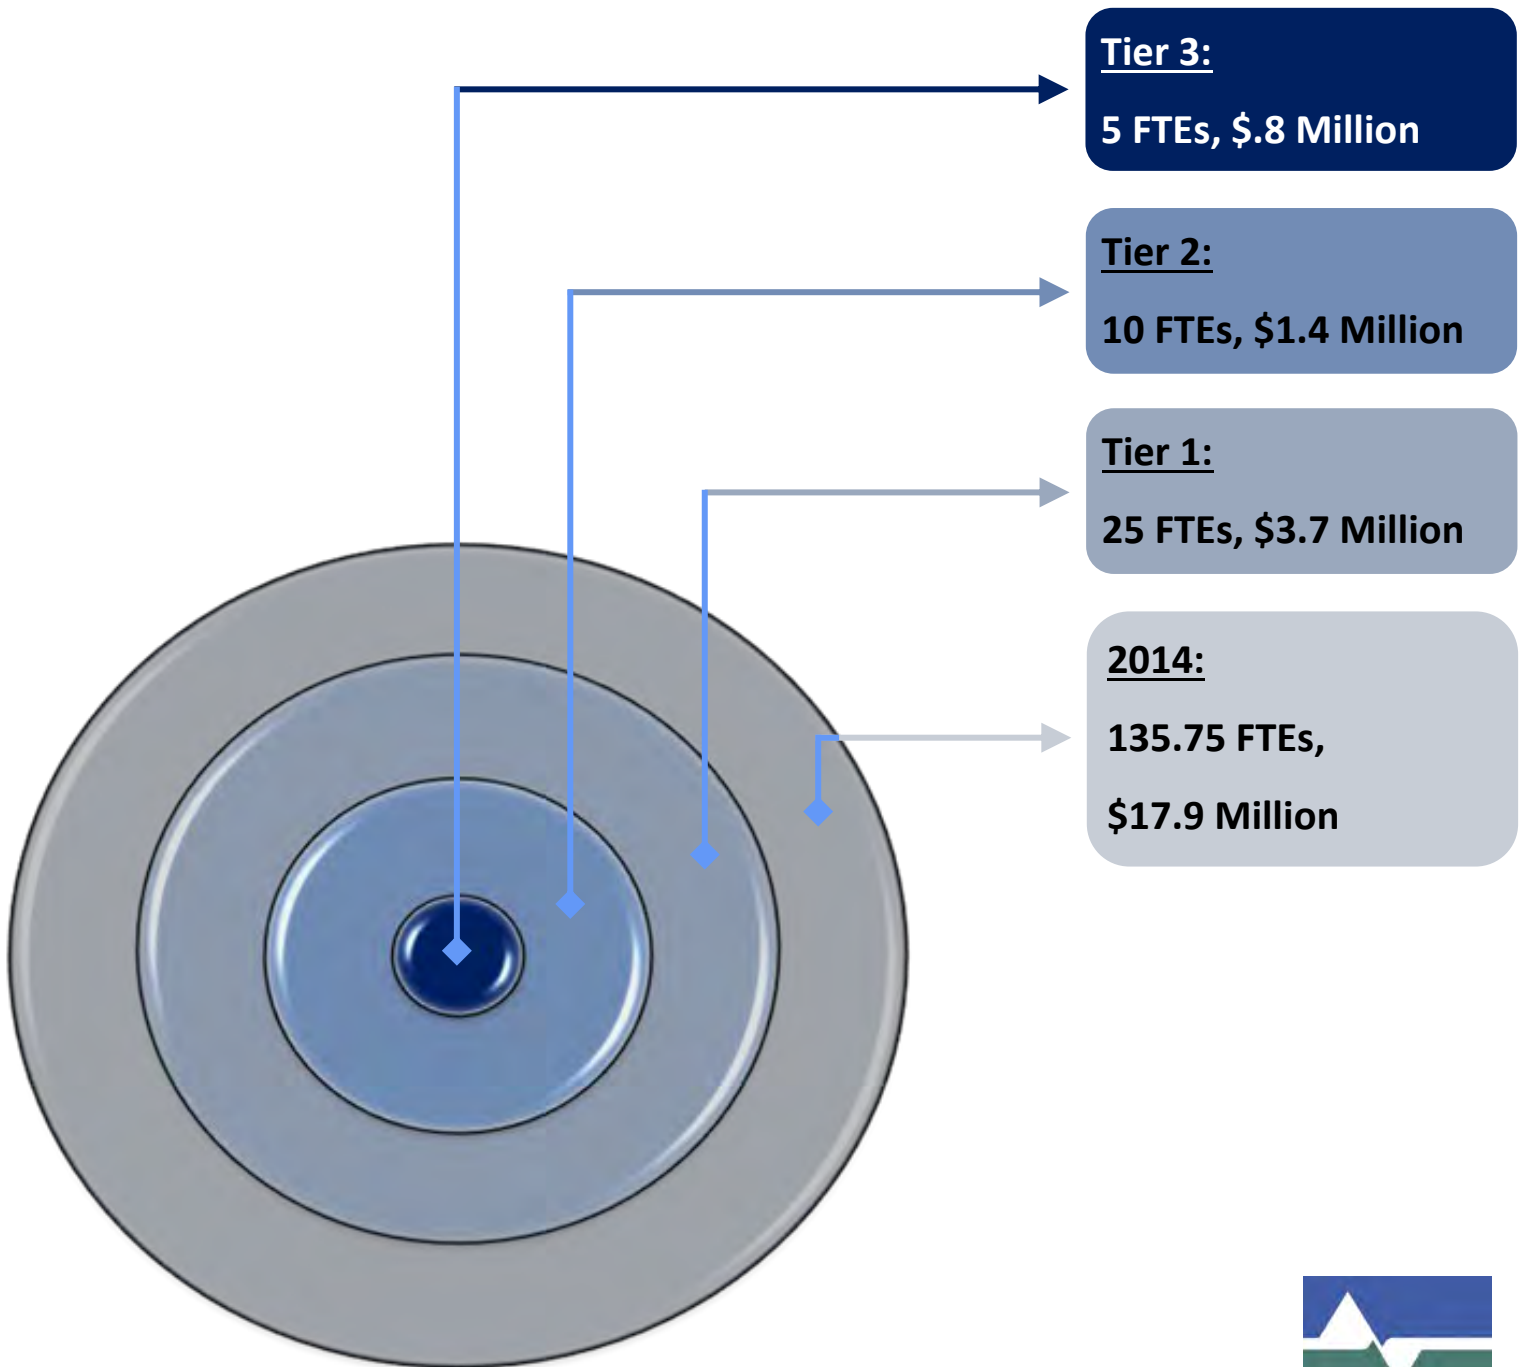 Tier 3:
5 FTEs, $.8 Million
Tier 2:
10 FTEs, $1.4 Million
Tier 1:
25 FTEs, $3.7 Million
2014:
135.75 FTEs,
$17.9 Million